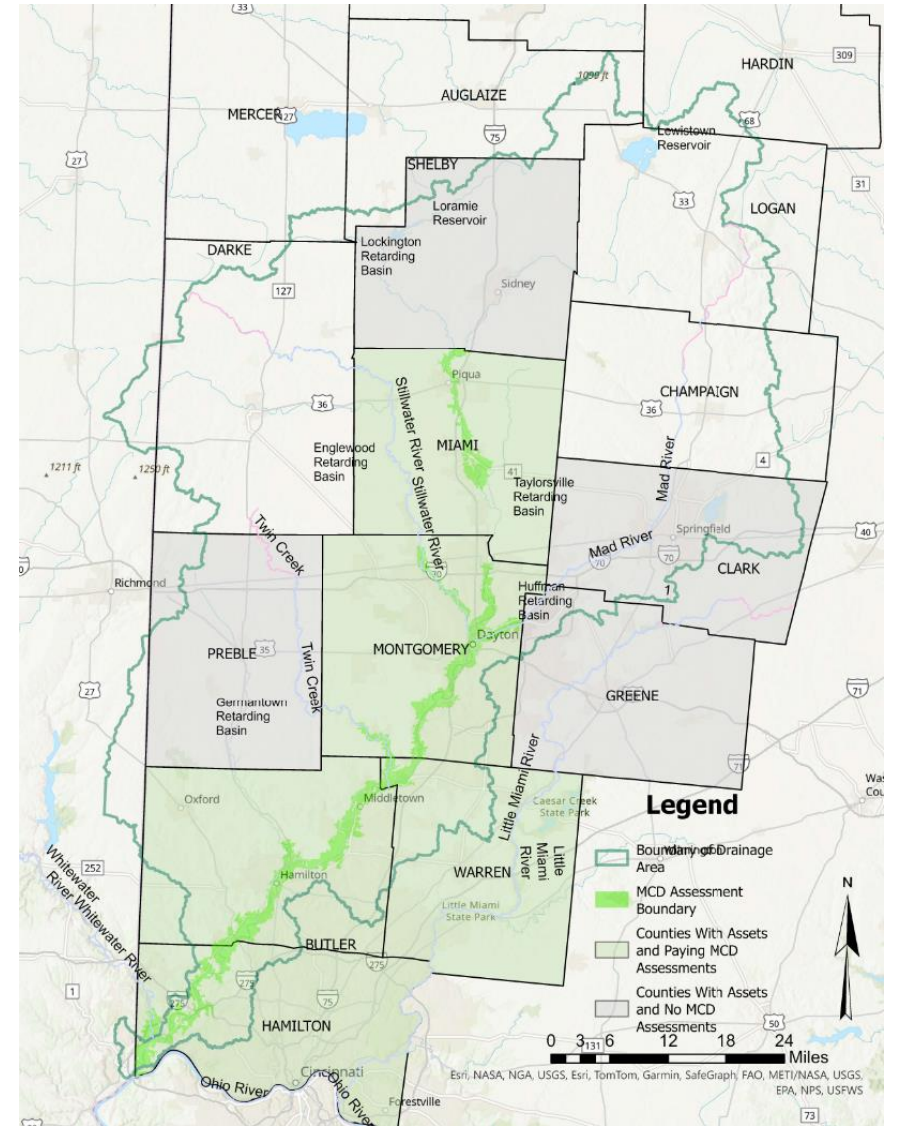 33
309
HARDIN
1099 ft
AUGLAIZE
MERCER
127
68
75
Lewistown
Reservoir
27
SHELBY
31
33
LOGAN
Loramie
Reservoir
Lockington
Retarding
Basin
DARKE
127
Sidney
Piqua
CHAMPAIGN
36
36
Stillwater River
Stillwater River
MIAMI
Englewood
Retarding
Basin
4
1211 ft
1250 ft
41
Mad River
Taylorsville
Retarding
Basin
Twin Creek
Springfield
40
Mad River
70
70
70
CLARK
Richmond
Huffman
Retarding
Basin
1
Dayton
MONTGOMERY
PREBLE
35
Twin Creek
GREENE
27
71
Germantown
Retarding
Basin
71
Little Miami River
Oxford
Middletown
Caesar Creek
State Park
Little
Miami
River
WARREN
252
Hamilton
Little Miami
State Park
Whitewater
River
Whitewater River
BUTLER
275
275
275
75
1
HAMILTON
Cincinnati
Ohio River
Ohio River
Forestville
Legend
Boundary of Drainage
Area
MCD Assessment
Boundary
Counties With Assets
and Paying MCD
Assessments
Counties With Assets
and No MCD
Assessments
N
50
0 3 6 12 18 24
Miles
131
Esri, NASA, NGA, USGS, Esri, TomTom, Garmin, SafeGraph, FAO, METI/NASA, USGS,
EPA, NPS, USFWS
73